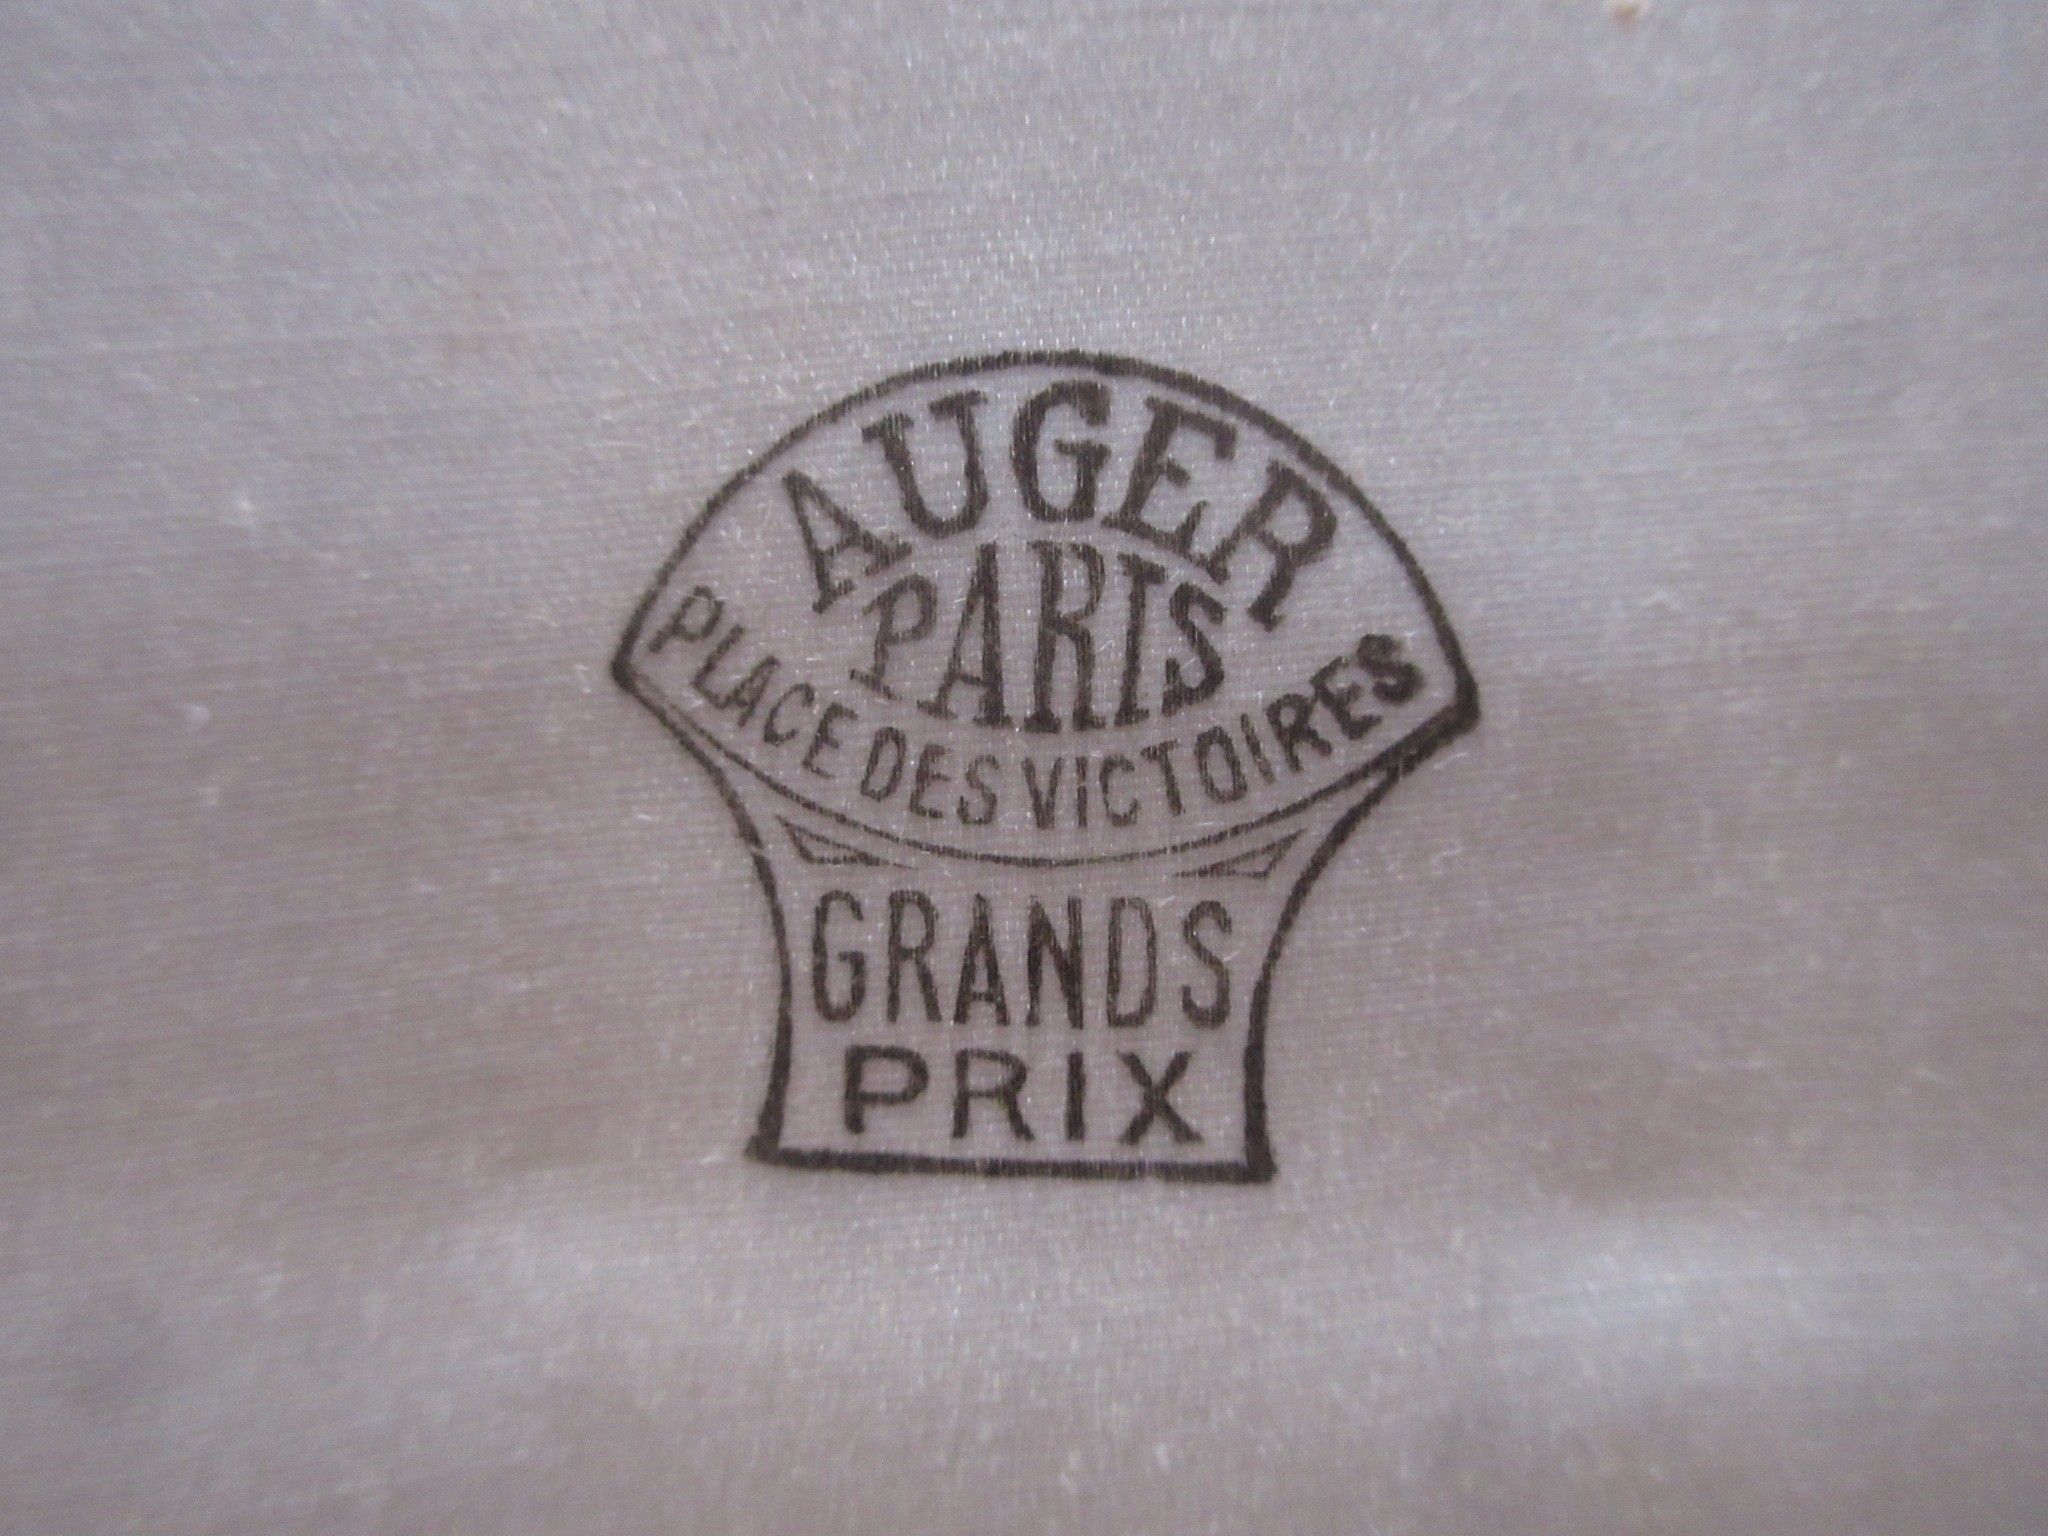 AUGER
PARIS
PLACE DES VICTOIRES
GRANDS
PRIX